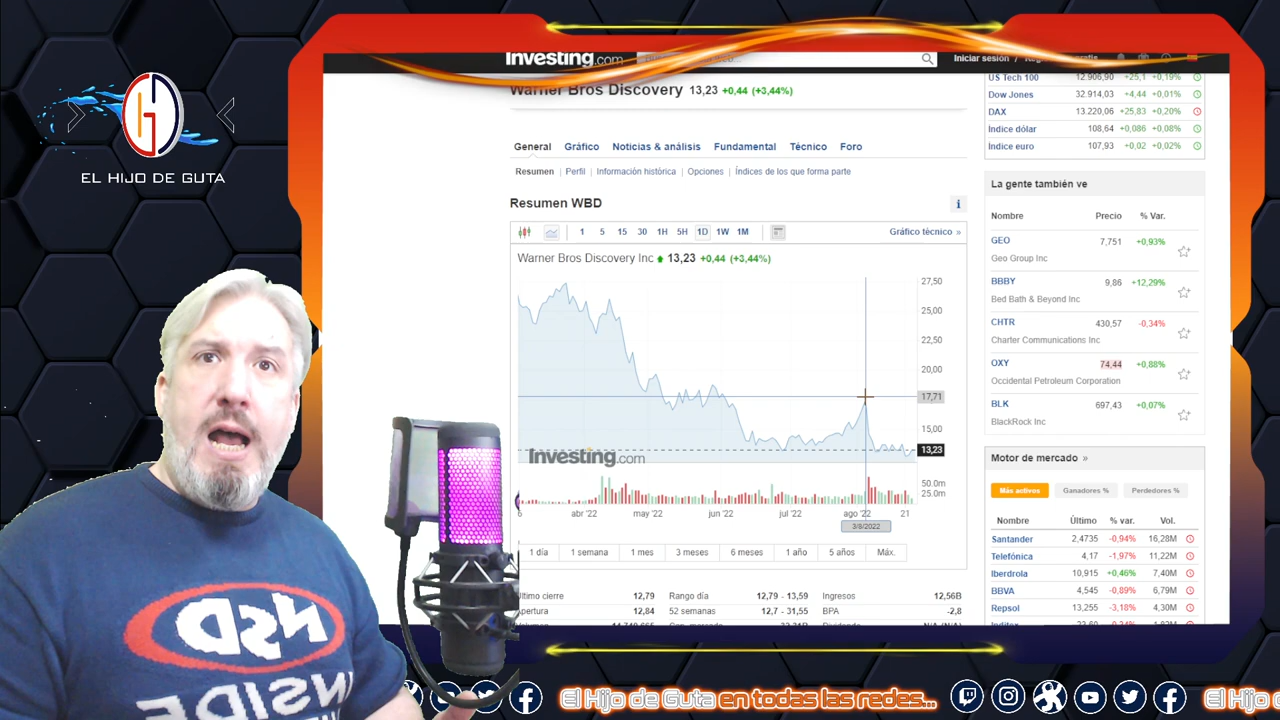 EL HIJO DE GUTA
NSD
INSIDE
Investing.com
Iniciar sesión /
Warner Bros Discovery 13,23 +0,44 (+3,44%)
General Gráfico Noticias & análisis Fundamental Técnico Foro
Resumen Perfil Información histórica Opciones Índices de los que forma parte
Resumen WBD
1 5 15 30 1H 5H 1D 1W 1M Gráfico técnico »
Warner Bros Discovery Inc 13,23 +0,44 (+3,44%)
27,50
25,00
22,50
20,00
17,71
15,00
13,23
Investing.com
50.0m
25.0m
6 abr '22 may '22 jun '22 jul '22 ago '22 21
3/8/2022
1 día 1 semana 1 mes 3 meses 6 meses 1 año 5 años Máx.
Último cierre 12,79 Rango día 12,79 - 13,59 Ingresos 12,56B
Apertura 12,84 52 semanas 12,7 - 31,55 BPA -2,8
US Tech 100 12.906,90 +25,1 +0,19%
Dow Jones 32.914,03 +4,44 +0,01%
DAX 13.220,06 +25,83 +0,20%
Índice dólar 108,64 +0,086 +0,08%
Índice euro 107,93 +0,02 +0,02%
La gente también ve
Nombre Precio % Var.
GEO 7,751 +0,93%
Geo Group Inc
BBBY 9,86 +12,29%
Bed Bath & Beyond Inc
CHTR 430,57 -0,34%
Charter Communications Inc
OXY 74,44 +0,88%
Occidental Petroleum Corporation
BLK 697,43 +0,07%
BlackRock Inc
Motor de mercado »
Más activos Ganadores % Perdedores %
Nombre Último % var. Vol.
Santander 2,4735 -0,94% 16,28M
Telefónica 4,17 -1,97% 11,22M
Iberdrola 10,915 +0,46% 7,40M
BBVA 4,545 -0,89% 6,79M
Repsol 13,255 -3,18% 4,30M
El Hijo de Guta en todas las redes... El Hijo d